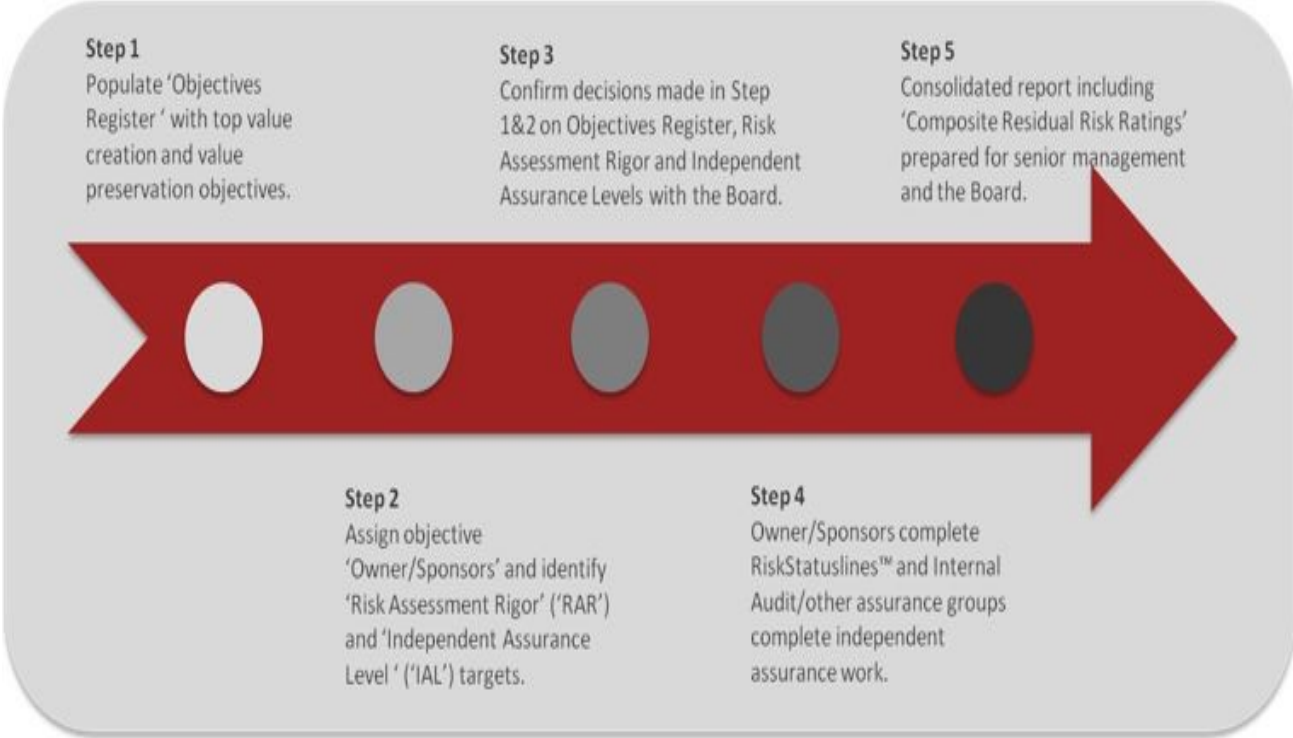 Step 1
Populate ‘Objectives
Register ‘ with top value
creation and value
preservation objectives.
Step 2
Assign objective
‘Owner/Sponsors’ and identify
‘Risk Assessment Rigor’ (‘RAR’)
and ‘Independent Assurance
Level ‘ (‘IAL’) targets.
Step 3
Confirm decisions made in Step
1&2 on Objectives Register, Risk
Assessment Rigor and Independent
Assurance Levels with the Board.
Step 4
Owner/Sponsors complete
RiskStatuslines™ and Internal
Audit/other assurance groups
complete independent
assurance work.
Step 5
Consolidated report including
‘Composite Residual Risk Ratings’
prepared for senior management
and the Board.